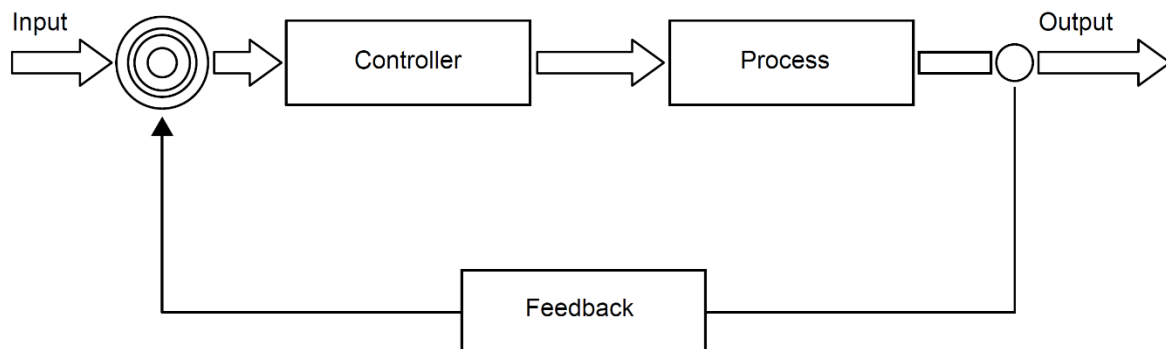 Input
Output
Controller
Process
Feedback